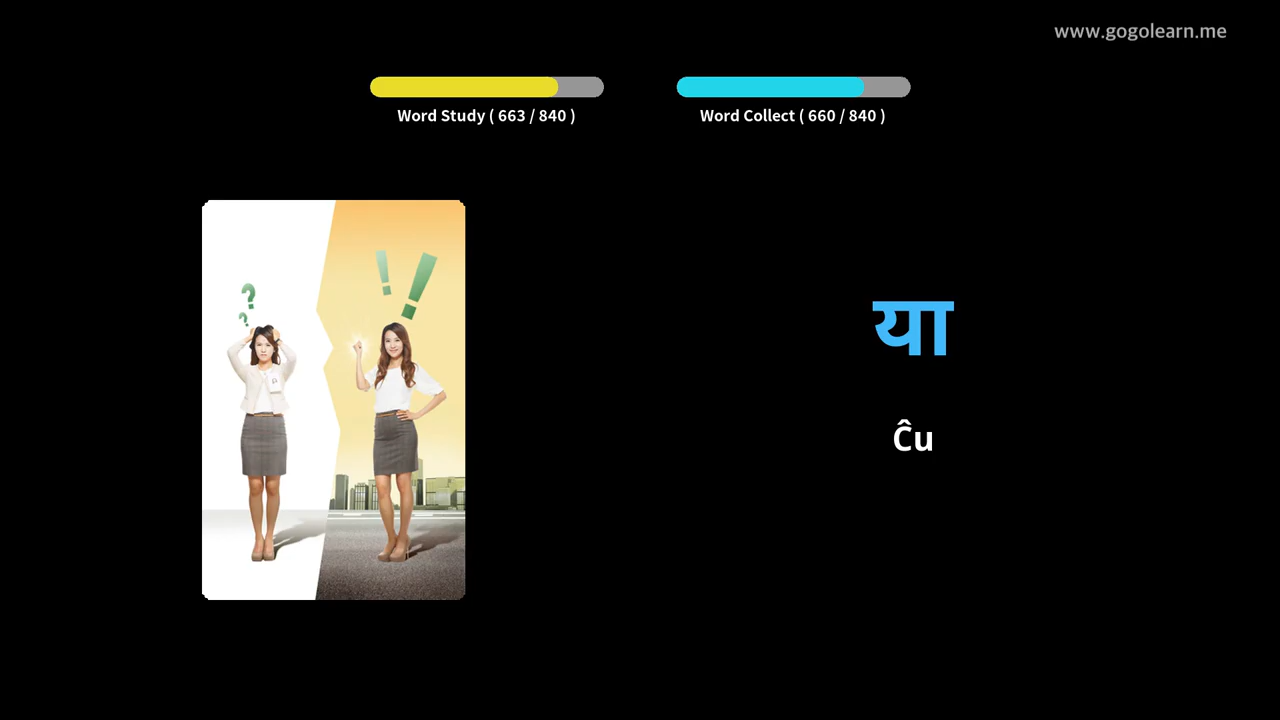 www.gogolearn.me
Word Study ( 663 / 840 )
Word Collect ( 660 / 840 )
?
?
! !
या
Ĉu